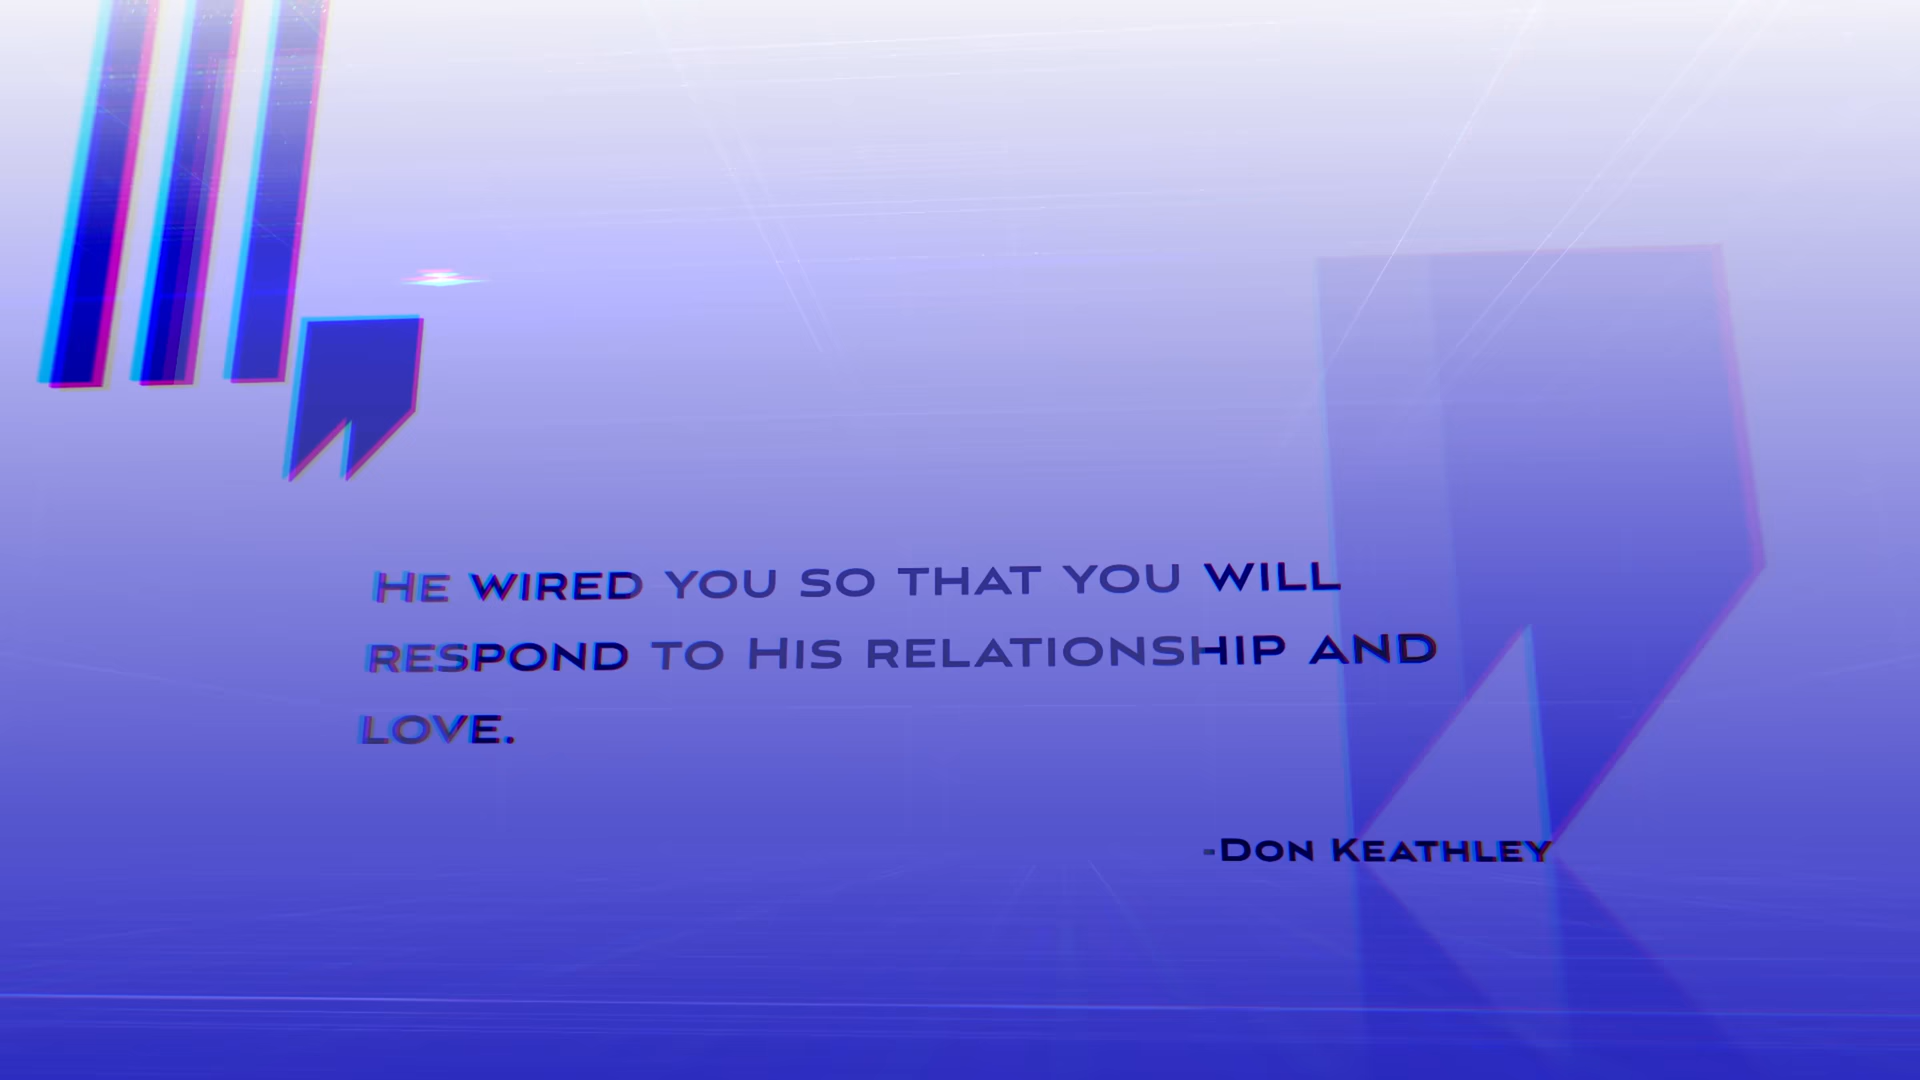 He wired you so that you will
respond to His relationship and
love.
-Don Keathley